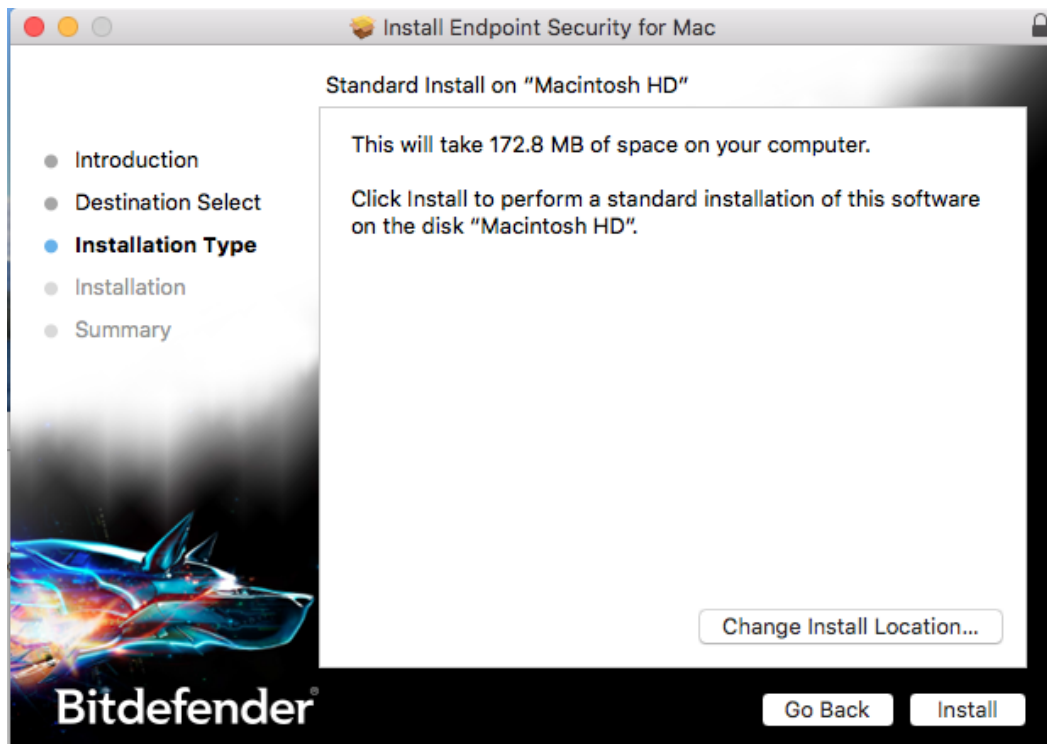 Install Endpoint Security for Mac
Standard Install on “Macintosh HD”
Introduction
Destination Select
Installation Type
Installation
Summary
This will take 172.8 MB of space on your computer.
Click Install to perform a standard installation of this software
on the disk “Macintosh HD”.
Change Install Location...
Bitdefender®
Go Back
Install